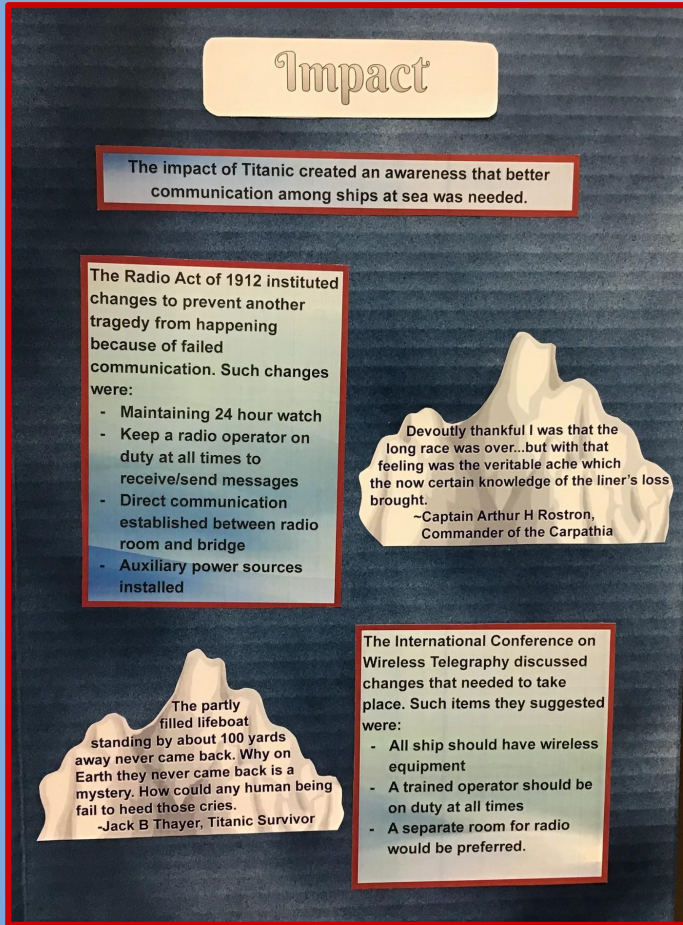 Impact
The impact of Titanic created an awareness that better
communication among ships at sea was needed.
The Radio Act of 1912 instituted
changes to prevent another
tragedy from happening
because of failed
communication. Such changes
were:
- Maintaining 24 hour watch
- Keep a radio operator on
duty at all times to
receive/send messages
- Direct communication
established between radio
room and bridge
- Auxiliary power sources
installed
Devoutly thankful I was that the
long race was over...but with that
feeling was the veritable ache which
the now certain knowledge of the liner's loss
brought.
~Captain Arthur H Rostron,
Commander of the Carpathia
The partly
filled lifeboat
standing by about 100 yards
away never came back. Why on
Earth they never came back is a
mystery. How could any human being
fail to heed those cries.
-Jack B Thayer, Titanic Survivor
The International Conference on
Wireless Telegraphy discussed
changes that needed to take
place. Such items they suggested
were:
- All ship should have wireless
equipment
- A trained operator should be
on duty at all times
- A separate room for radio
would be preferred.